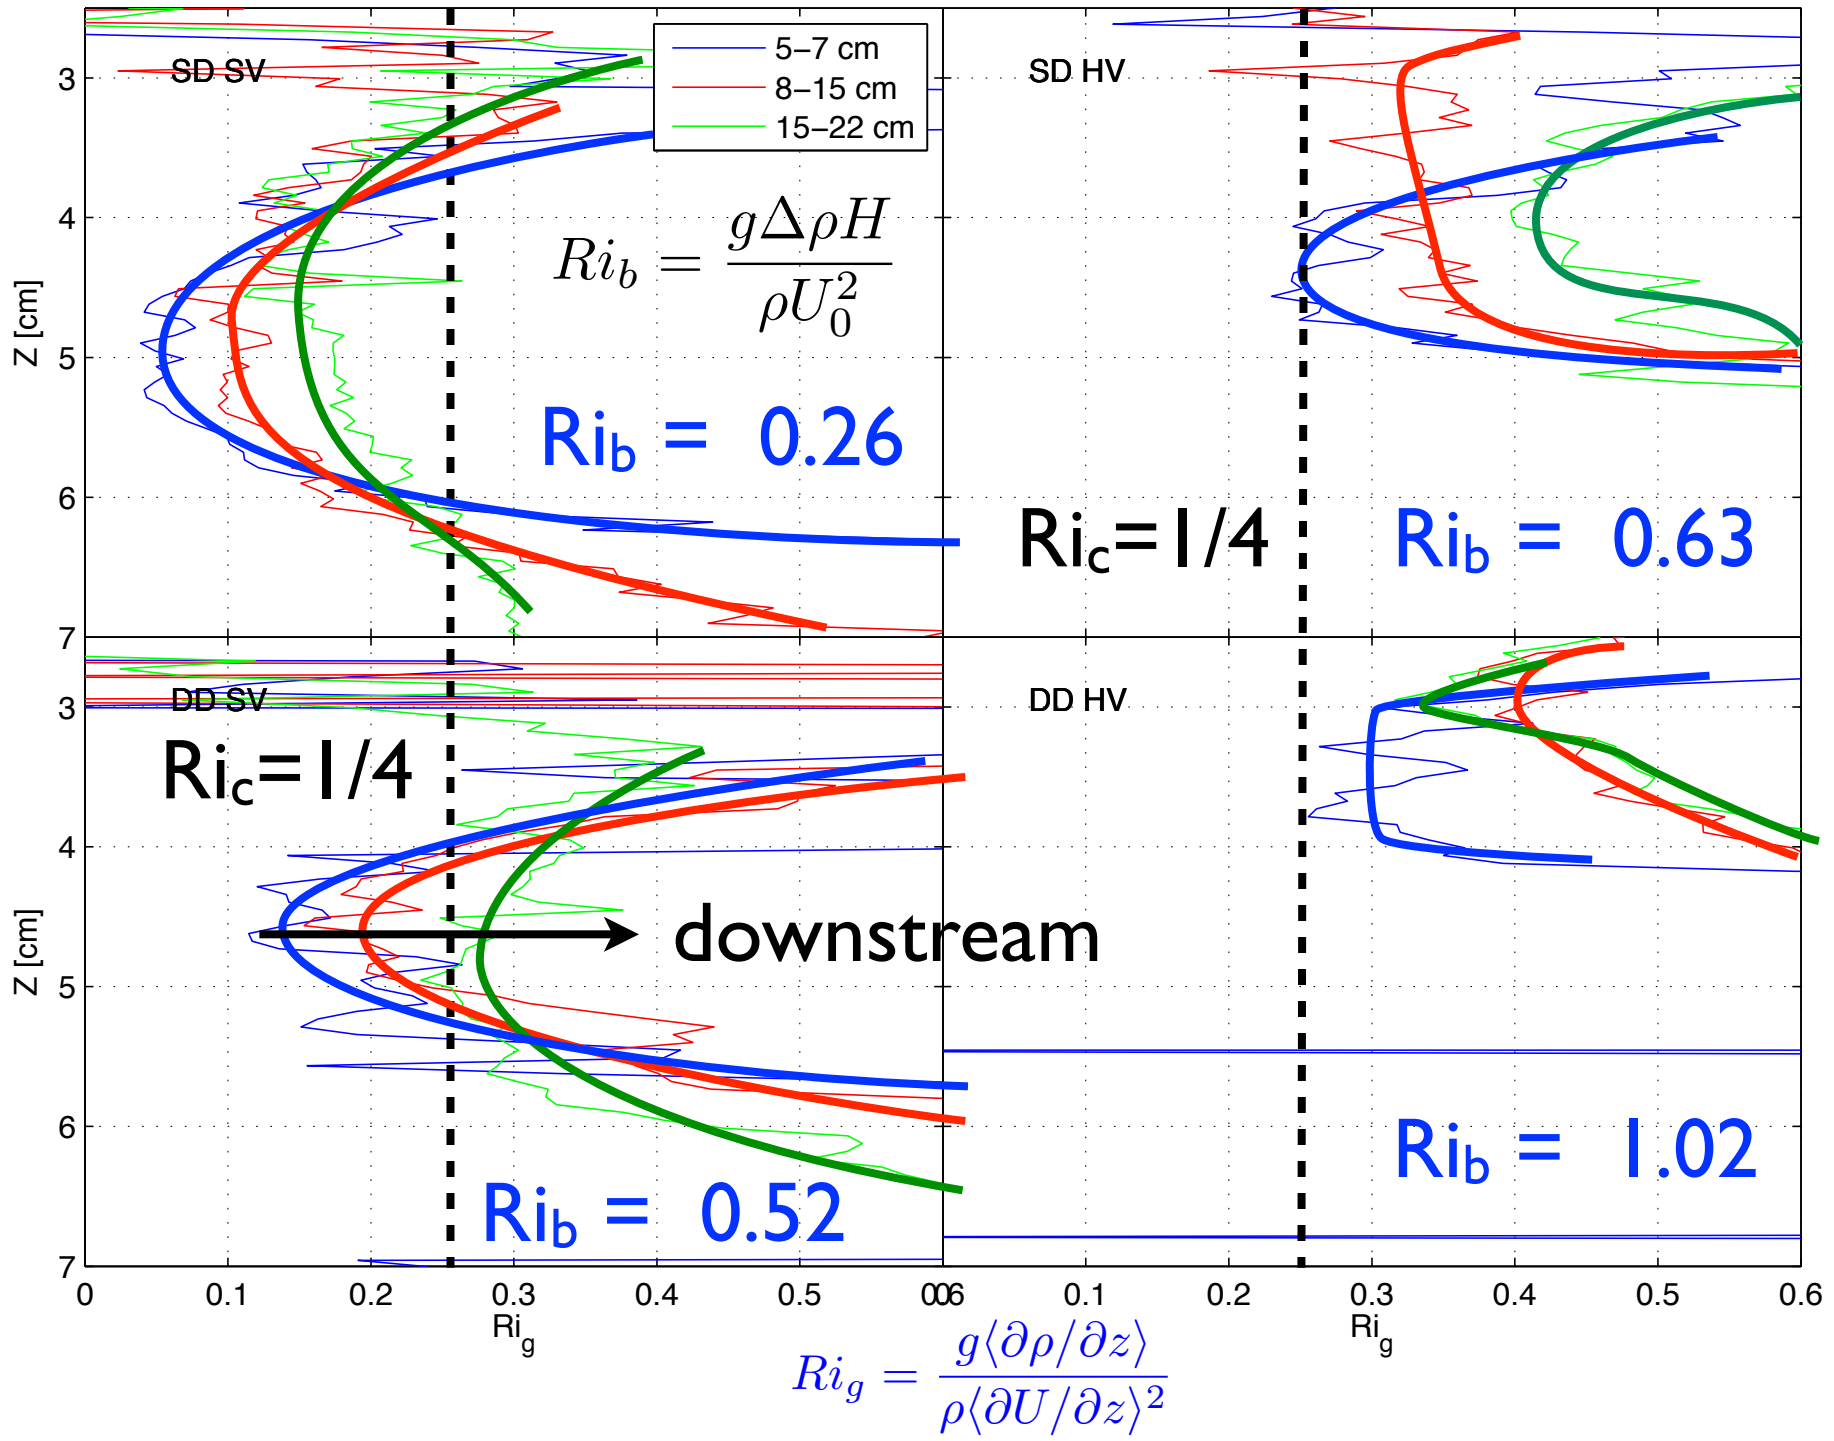 SD SV
5−7 cm
8−15 cm
15−22 cm
SD HV
3
4
5
6
7
Z [cm]
Ri_b = gΔρH / ρU_0^2
Ri_b = 0.26
Ri_c=1/4
Ri_b = 0.63
DD SV
DD HV
Ri_c=1/4
3
4
5
6
7
Z [cm]
downstream
Ri_b = 0.52
Ri_b = 1.02
0 0.1 0.2 0.3 0.4 0.5 0.6
0 0.1 0.2 0.3 0.4 0.5 0.6
Ri_g
Ri_g
Ri_g = g⟨∂ρ/∂z⟩ / ρ⟨∂U/∂z⟩^2